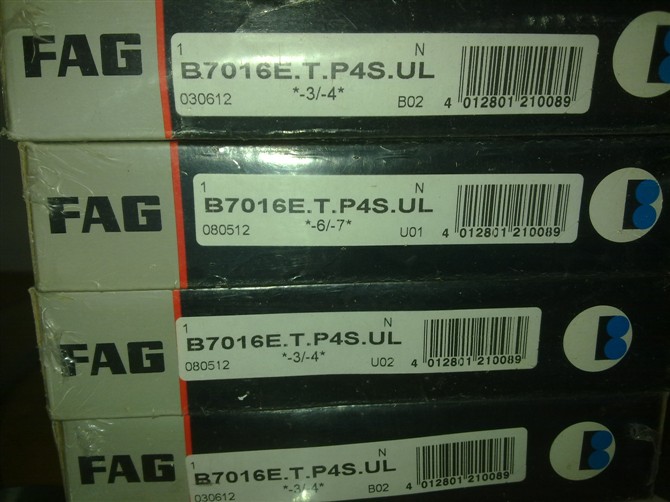 FAG
1 N
B7016E.T.P4S.UL
030612 *-3/-4* B02
4 012801 210089
FAG
1 N
B7016E.T.P4S.UL
080512 *-6/-7* U01
4 012801 210089
FAG
1 N
B7016E.T.P4S.UL
080512 *-3/-4* U02
4 012801 210089
FAG
1 N
B7016E.T.P4S.UL
030612 *-3/-4* B02
4 012801 210089